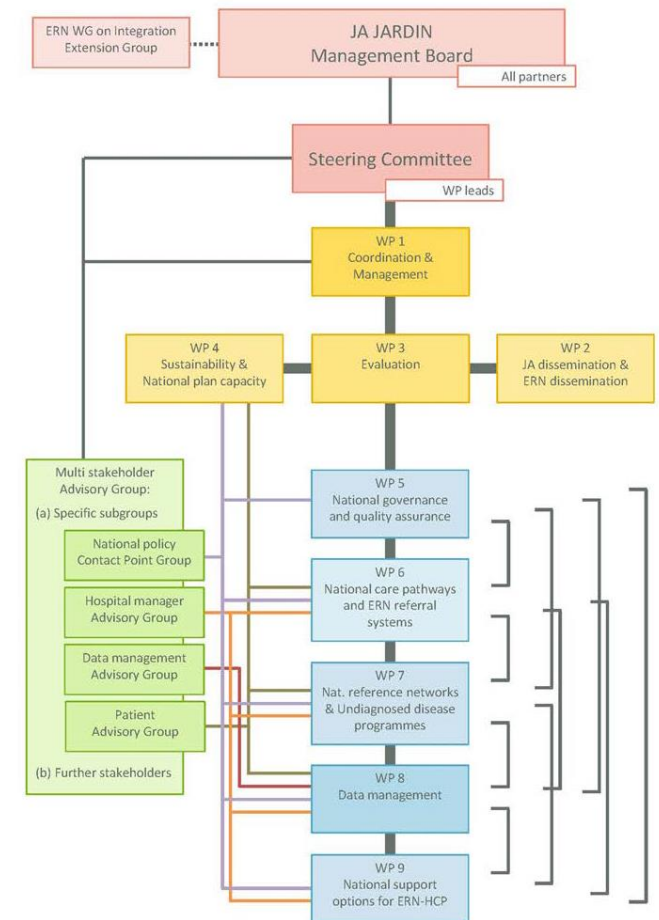 ERN WG on Integration
Extension Group
JA JARDIN
Management Board
All partners
Steering Committee
WP leads
WP 1
Coordination &
Management
WP 4
Sustainability &
National plan capacity
WP 3
Evaluation
WP 2
JA dissemination &
ERN dissemination
Multi stakeholder
Advisory Group:
(a) Specific subgroups
National policy
Contact Point Group
Hospital manager
Advisory Group
Data management
Advisory Group
Patient
Advisory Group
(b) Further stakeholders
WP 5
National governance
and quality assurance
WP 6
National care pathways
and ERN referral
systems
WP 7
Nat. reference networks
& Undiagnosed disease
programmes
WP 8
Data management
WP 9
National support
options for ERN-HCP